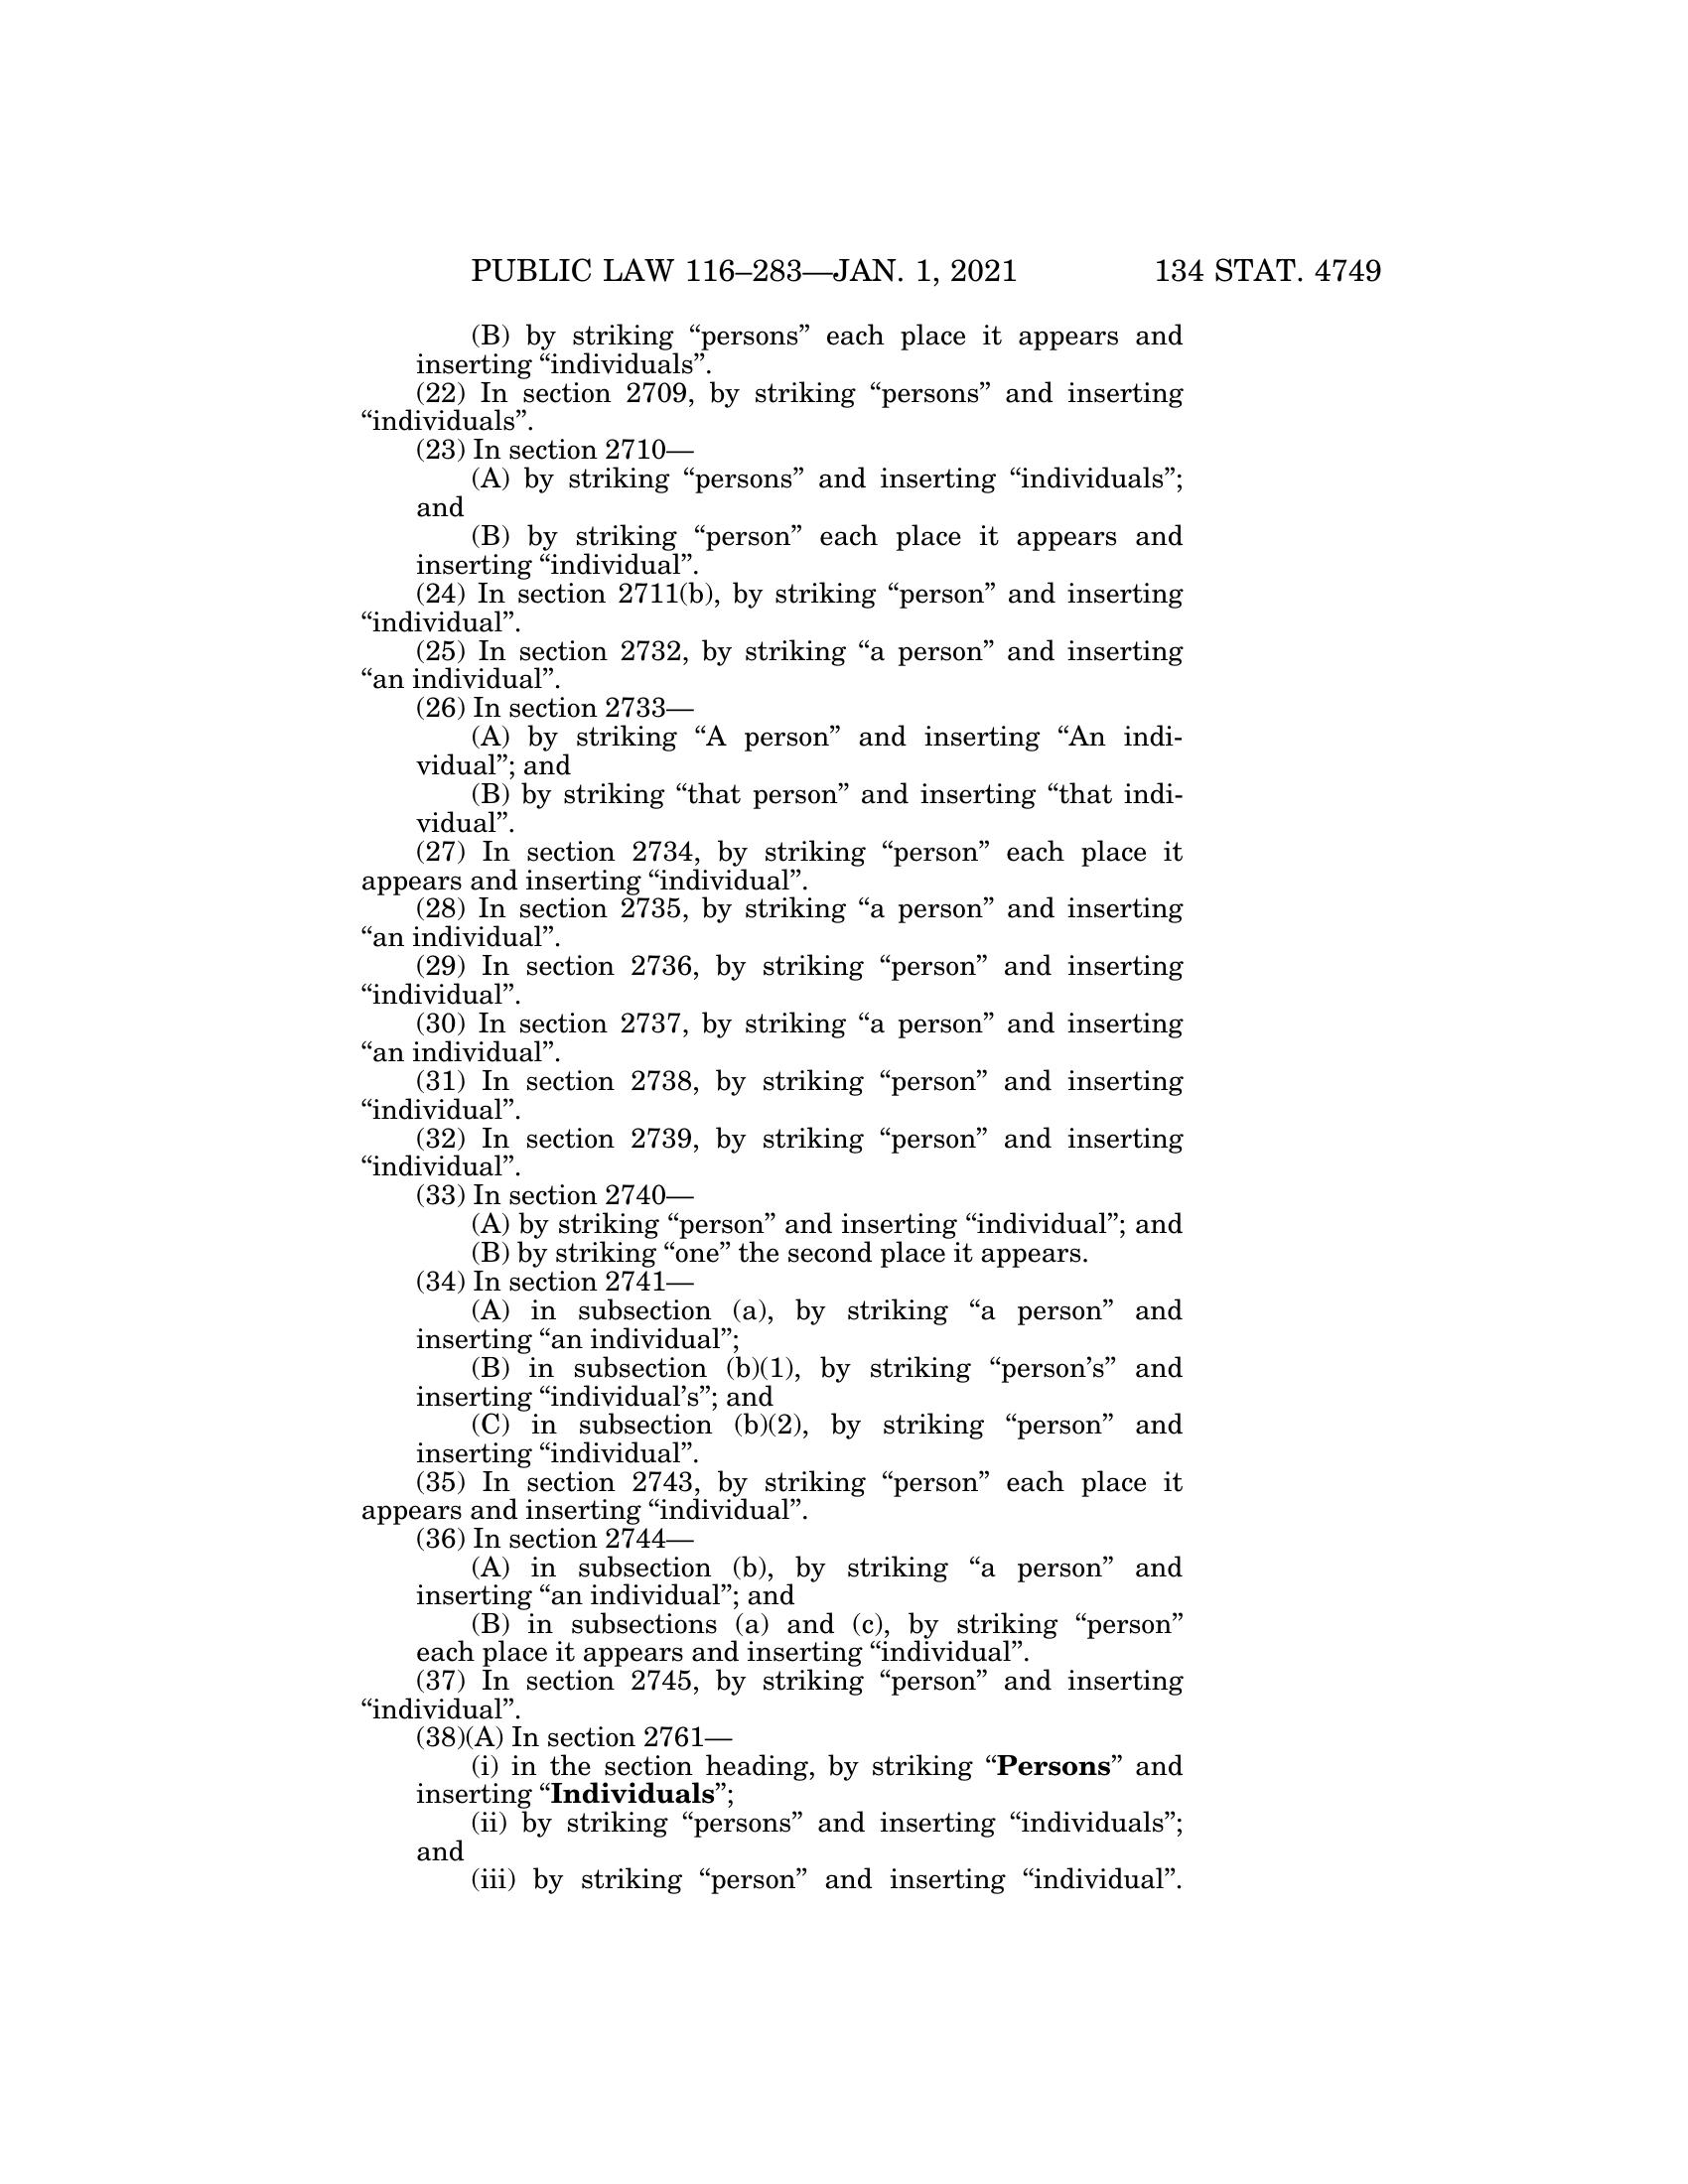 PUBLIC LAW 116–283—JAN. 1, 2021 134 STAT. 4749
(B) by striking “persons” each place it appears and
inserting “individuals”.
(22) In section 2709, by striking “persons” and inserting
“individuals”.
(23) In section 2710—
(A) by striking “persons” and inserting “individuals”;
and
(B) by striking “person” each place it appears and
inserting “individual”.
(24) In section 2711(b), by striking “person” and inserting
“individual”.
(25) In section 2732, by striking “a person” and inserting
“an individual”.
(26) In section 2733—
(A) by striking “A person” and inserting “An indi-
vidual”; and
(B) by striking “that person” and inserting “that indi-
vidual”.
(27) In section 2734, by striking “person” each place it
appears and inserting “individual”.
(28) In section 2735, by striking “a person” and inserting
“an individual”.
(29) In section 2736, by striking “person” and inserting
“individual”.
(30) In section 2737, by striking “a person” and inserting
“an individual”.
(31) In section 2738, by striking “person” and inserting
“individual”.
(32) In section 2739, by striking “person” and inserting
“individual”.
(33) In section 2740—
(A) by striking “person” and inserting “individual”; and
(B) by striking “one” the second place it appears.
(34) In section 2741—
(A) in subsection (a), by striking “a person” and
inserting “an individual”;
(B) in subsection (b)(1), by striking “person’s” and
inserting “individual’s”; and
(C) in subsection (b)(2), by striking “person” and
inserting “individual”.
(35) In section 2743, by striking “person” each place it
appears and inserting “individual”.
(36) In section 2744—
(A) in subsection (b), by striking “a person” and
inserting “an individual”; and
(B) in subsections (a) and (c), by striking “person”
each place it appears and inserting “individual”.
(37) In section 2745, by striking “person” and inserting
“individual”.
(38)(A) In section 2761—
(i) in the section heading, by striking “Persons” and
inserting “Individuals”;
(ii) by striking “persons” and inserting “individuals”;
and
(iii) by striking “person” and inserting “individual”.